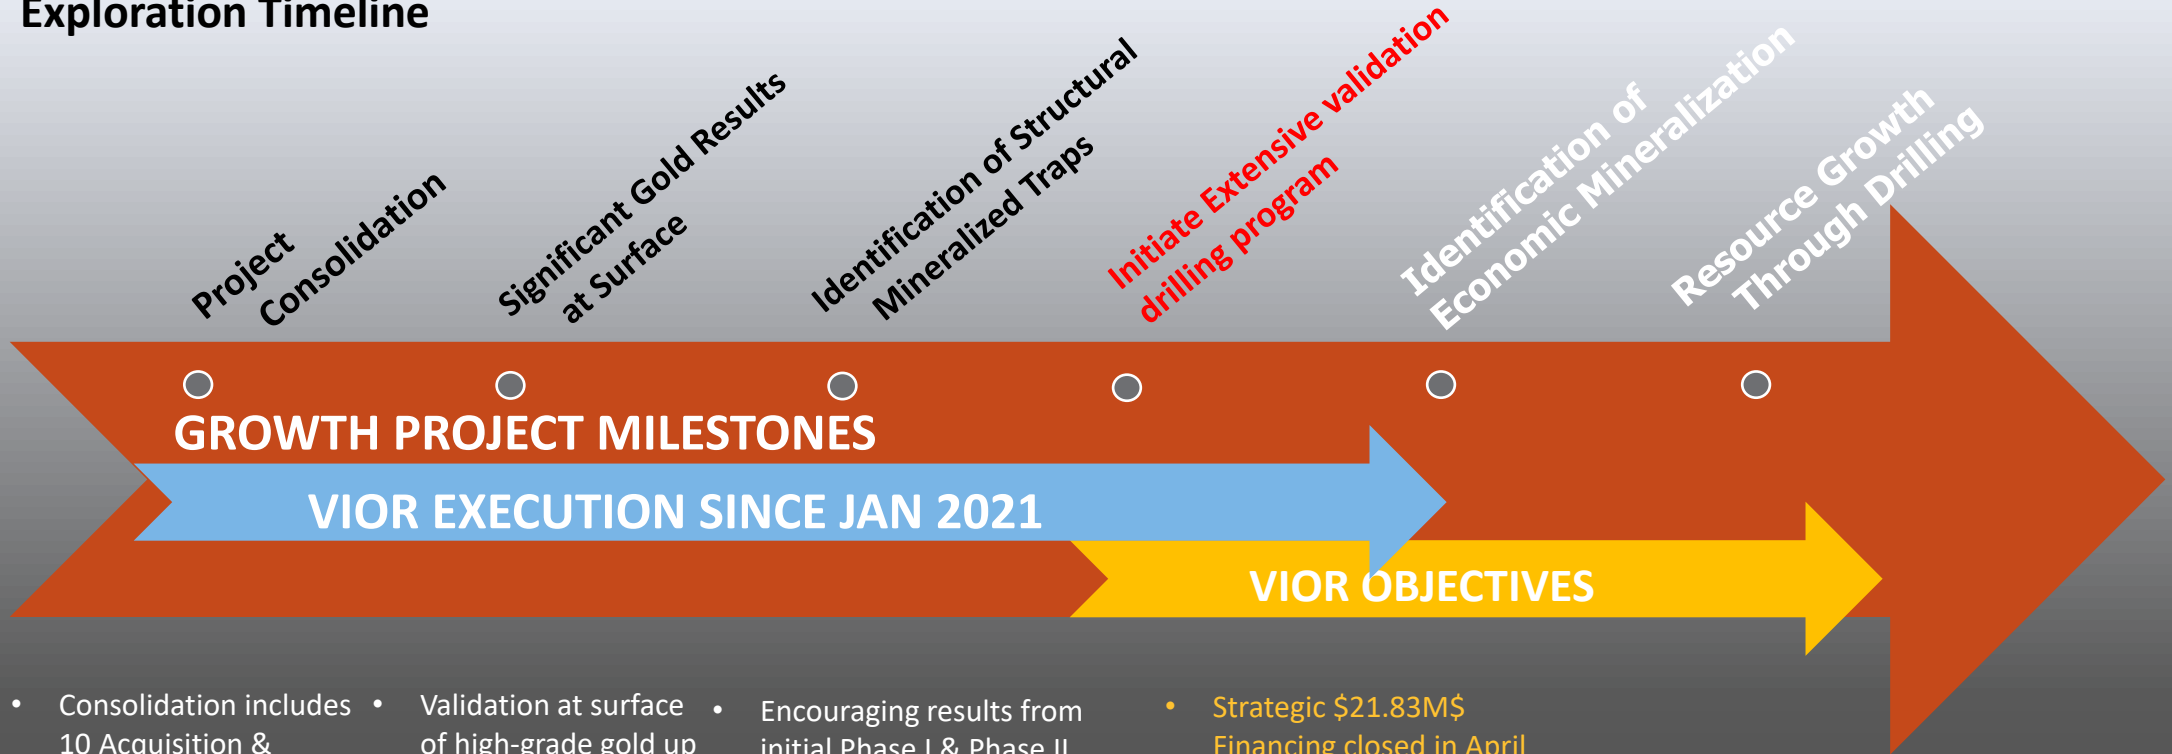 Exploration Timeline
Project
Consolidation
Significant Gold Results
at Surface
Identification of Structural
Mineralized Traps
Initiate Extensive validation
drilling program
Identification of
Economic Mineralization
Resource Growth
Through Drilling
GROWTH PROJECT MILESTONES
VIOR EXECUTION SINCE JAN 2021
VIOR OBJECTIVES
• Consolidation includes
10 Acquisition &
• Validation at surface
of high-grade gold up
• Encouraging results from
initial Phase I & Phase II
• Strategic $21.83M$
Financing closed in April